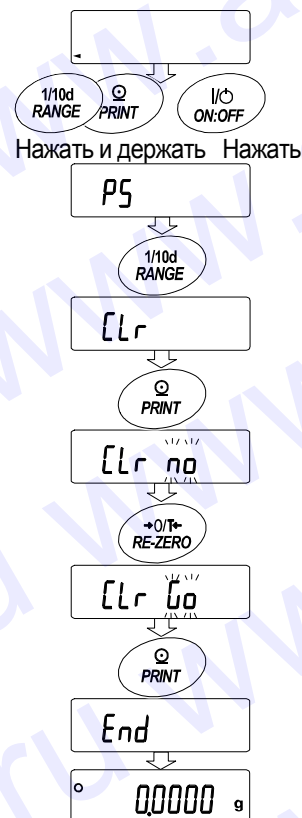 1/10d
RANGE
PRINT
I/
ON:OFF
Нажать и держать Нажать
PS
1/10d
RANGE
CLr
PRINT
CLr no
→0/T←
RE-ZERO
CLr Go
PRINT
End
0.0000 g